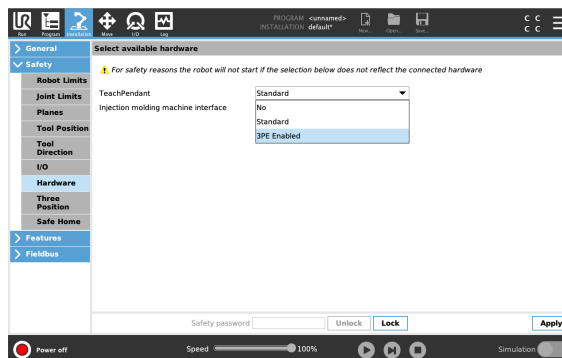 UR
Run
Program
Installation
Move
I/O
Log
PROGRAM <unnamed>
INSTALLATION default*
New...
Open...
Save...
C C
C C
General
Safety
Robot Limits
Joint Limits
Planes
Tool Position
Tool
Direction
I/O
Hardware
Three
Position
Safe Home
Features
Fieldbus
Select available hardware
For safety reasons the robot will not start if the selection below does not reflect the connected hardware
TeachPendant
Standard
Injection molding machine interface
No
Standard
3PE Enabled
Safety password
Unlock
Lock
Apply
Power off
Speed
100%
Simulation